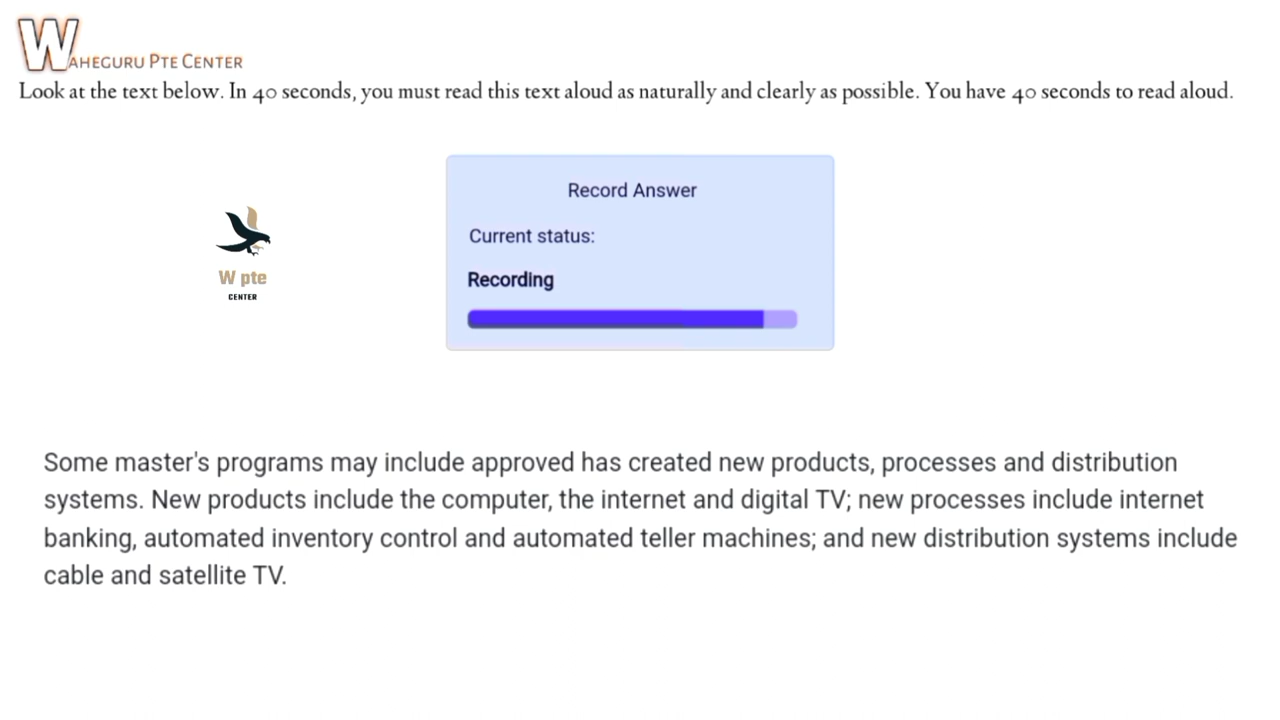 WAHEGURU PTE CENTER
Look at the text below. In 40 seconds, you must read this text aloud as naturally and clearly as possible. You have 40 seconds to read aloud.
Record Answer
Current status:
Recording
W pte
CENTER
Some master's programs may include approved has created new products, processes and distribution
systems. New products include the computer, the internet and digital TV; new processes include internet
banking, automated inventory control and automated teller machines; and new distribution systems include
cable and satellite TV.